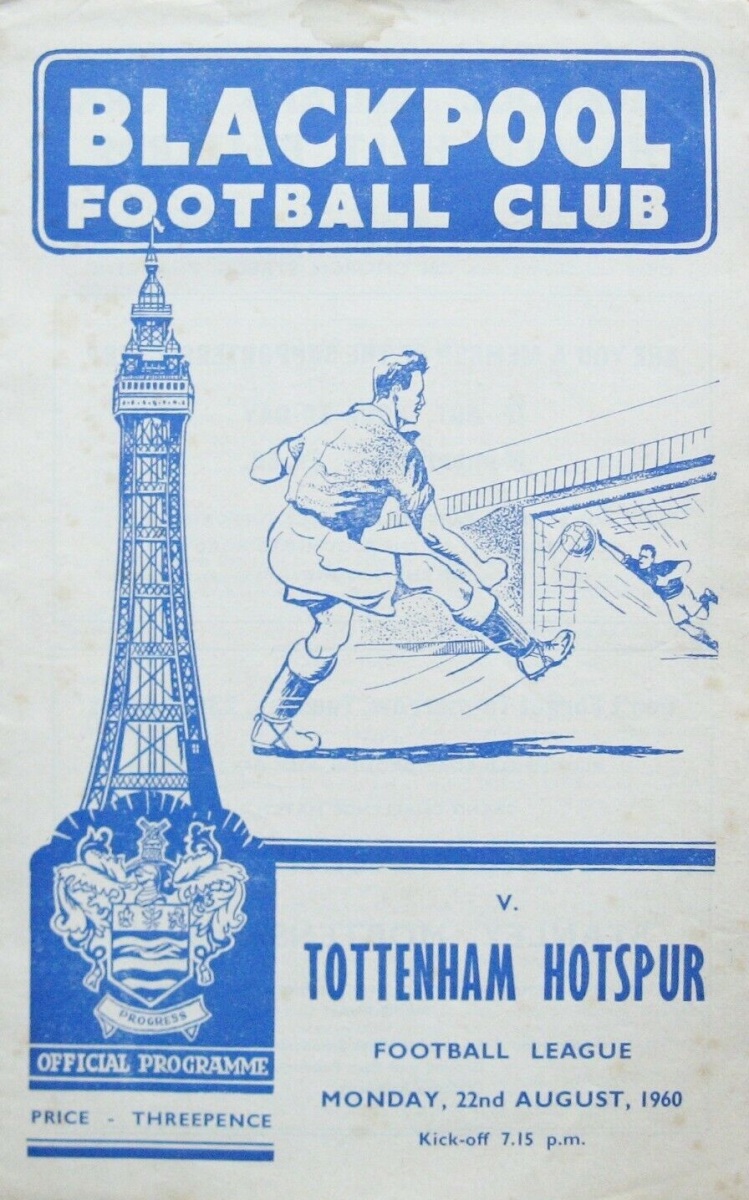 BLACKPOOL
FOOTBALL CLUB
V.
TOTTENHAM HOTSPUR
FOOTBALL LEAGUE
MONDAY, 22nd AUGUST, 1960
Kick-off 7.15 p.m.
PROGRESS
OFFICIAL PROGRAMME
PRICE - THREEPENCE